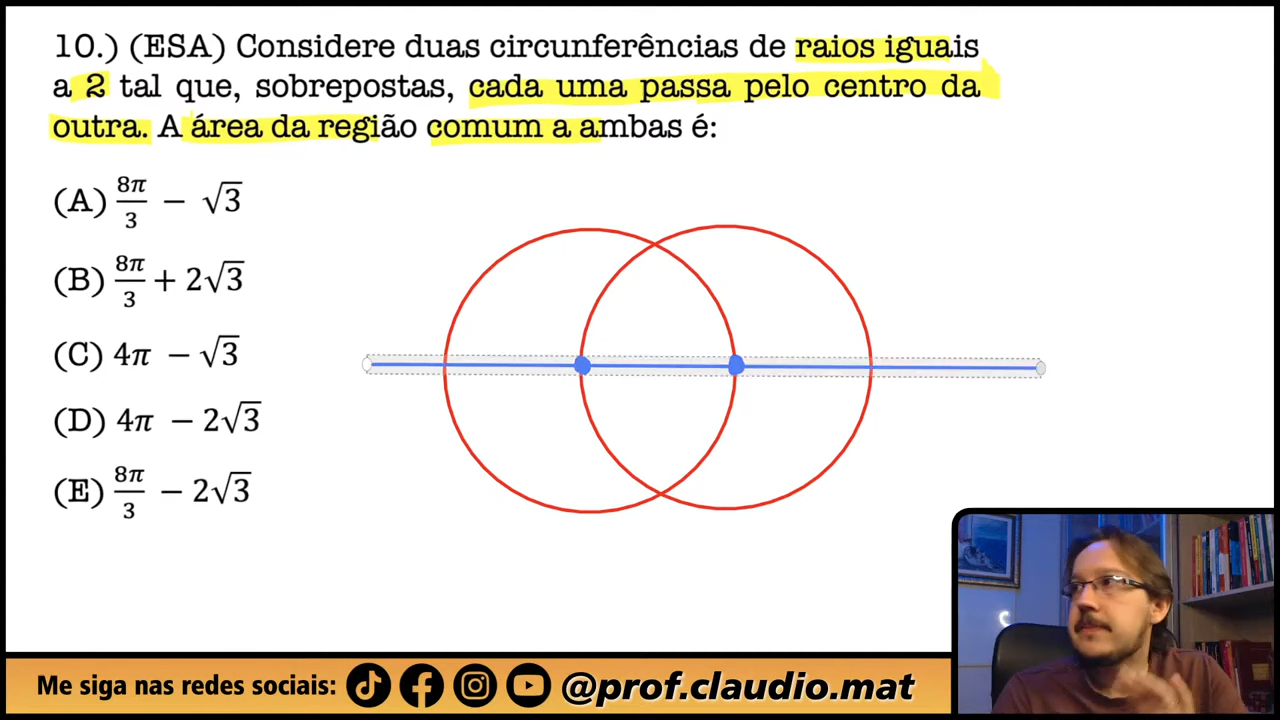 10.) (ESA) Considere duas circunferências de raios iguais
a 2 tal que, sobrepostas, cada uma passa pelo centro da
outra. A área da região comum a ambas é:
(A) 8π/3 − √3
(B) 8π/3 + 2√3
(C) 4π − √3
(D) 4π − 2√3
(E) 8π/3 − 2√3
Me siga nas redes sociais: @prof.claudio.mat